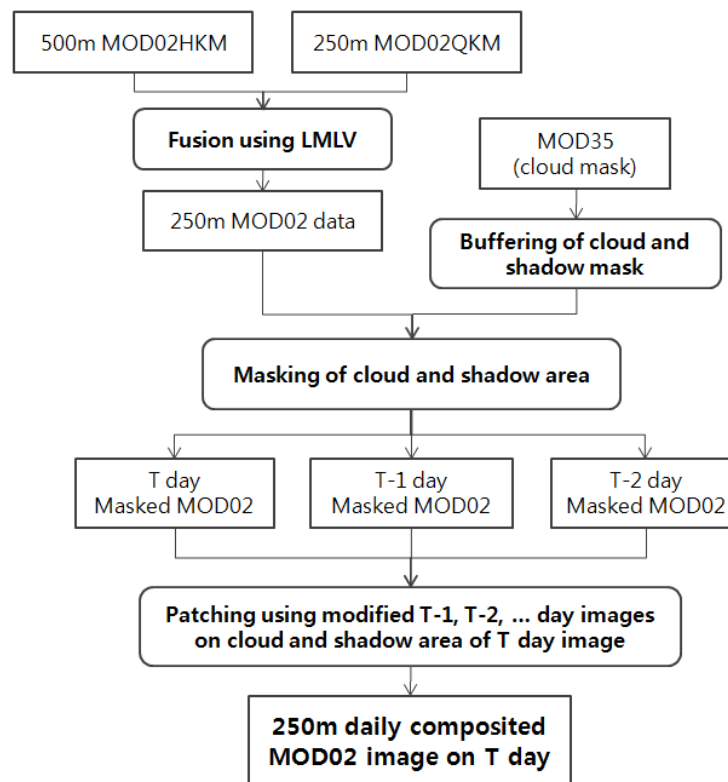 500m MOD02HKM
250m MOD02QKM
Fusion using LMLV
MOD35
(cloud mask)
250m MOD02 data
Buffering of cloud and
shadow mask
Masking of cloud and shadow area
T day
Masked MOD02
T-1 day
Masked MOD02
T-2 day
Masked MOD02
Patching using modified T-1, T-2, ... day images
on cloud and shadow area of T day image
250m daily composited
MOD02 image on T day